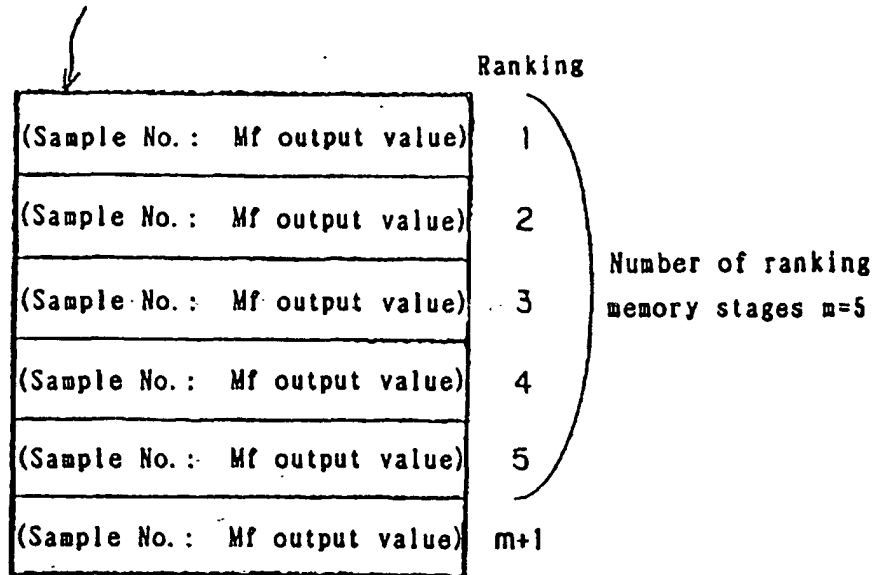 Ranking
(Sample No.: Mf output value) 1
(Sample No.: Mf output value) 2
(Sample No.: Mf output value) 3
(Sample No.: Mf output value) 4
(Sample No.: Mf output value) 5
Number of ranking
memory stages m=5
(Sample No.: Mf output value) m+1